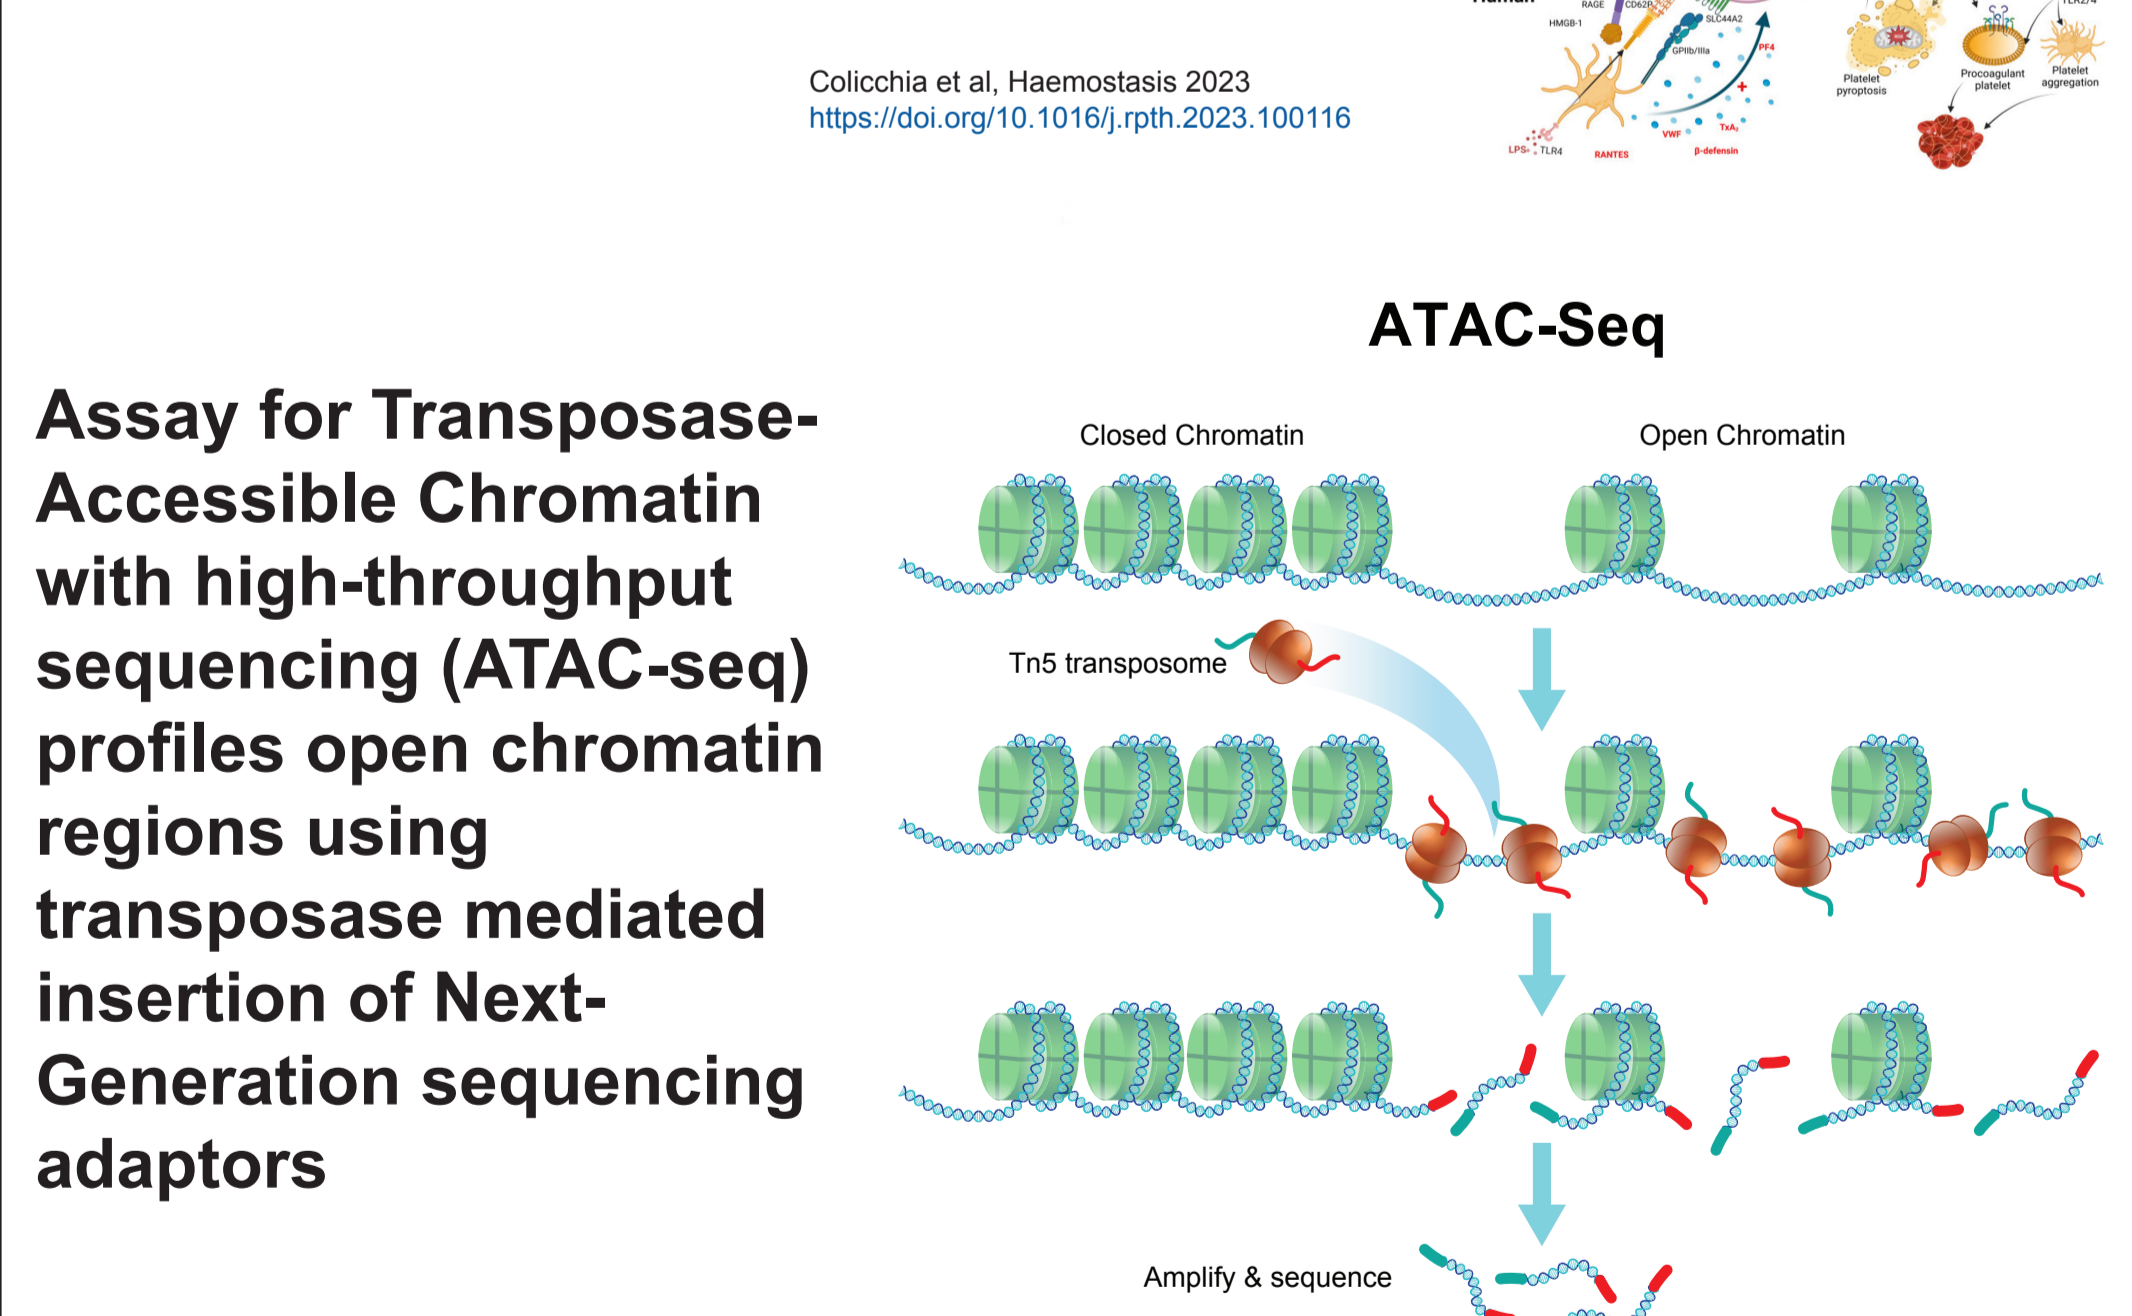 RAGE
CD62P
HMGB-1
SLC44A2
GPIIb/IIIa
PF4
VWF
TxA₂
LPS
TLR4
RANTES
β-defensin
Platelet
pyroptosis
Procoagulant
platelet
Platelet
aggregation
Colicchia et al, Haemostasis 2023
https://doi.org/10.1016/j.rpth.2023.100116
Assay for Transposase-
Accessible Chromatin
with high-throughput
sequencing (ATAC-seq)
profiles open chromatin
regions using
transposase mediated
insertion of Next-
Generation sequencing
adaptors
ATAC-Seq
Closed Chromatin
Open Chromatin
Tn5 transposome
Amplify & sequence